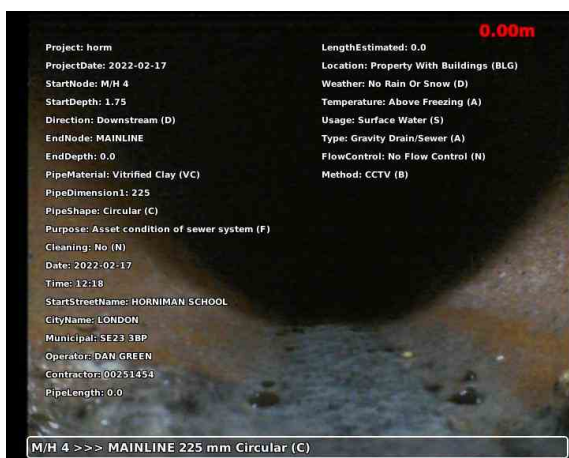 0.00m
Project: horm
ProjectDate: 2022-02-17
StartNode: M/H 4
StartDepth: 1.75
Direction: Downstream (D)
EndNode: MAINLINE
EndDepth: 0.0
PipeMaterial: Vitrified Clay (VC)
PipeDimension1: 225
PipeShape: Circular (C)
Purpose: Asset condition of sewer system (F)
Cleaning: No (N)
Date: 2022-02-17
Time: 12:18
StartStreetName: HORNIMAN SCHOOL
CityName: LONDON
Municipal: SE23 3BP
Operator: DAN GREEN
Contractor: 00251454
PipeLength: 0.0
LengthEstimated: 0.0
Location: Property With Buildings (BLG)
Weather: No Rain Or Snow (D)
Temperature: Above Freezing (A)
Usage: Surface Water (S)
Type: Gravity Drain/Sewer (A)
FlowControl: No Flow Control (N)
Method: CCTV (B)
M/H 4 >>> MAINLINE 225 mm Circular (C)